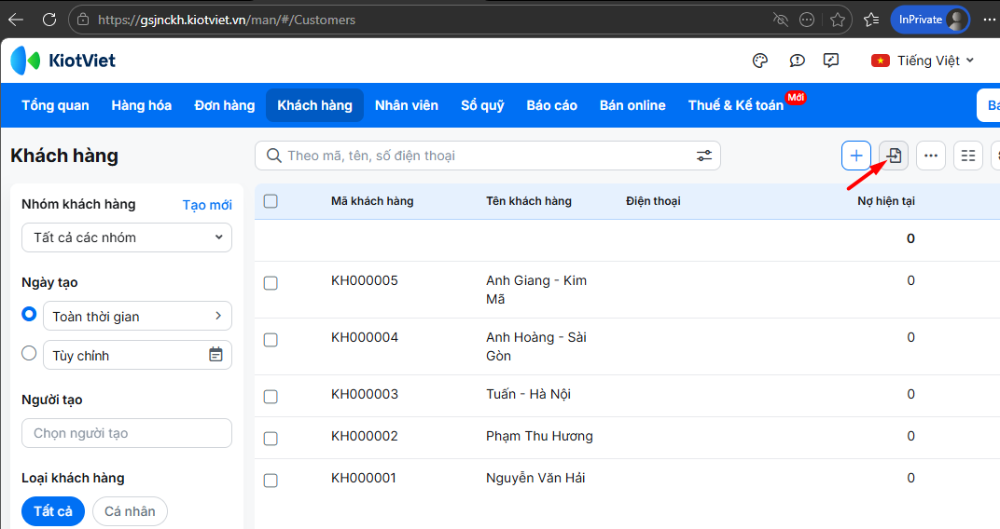 https://gsjnckh.kiotviet.vn/man/#/Customers
InPrivate
KiotViet
Tiếng Việt
Tổng quan Hàng hóa Đơn hàng Khách hàng Nhân viên Sổ quỹ Báo cáo Bán online Thuế & Kế toán Mới
Khách hàng
Theo mã, tên, số điện thoại
Nhóm khách hàng Tạo mới
Tất cả các nhóm
Ngày tạo
Toàn thời gian
Tùy chỉnh
Người tạo
Chọn người tạo
Loại khách hàng
Tất cả Cá nhân
Mã khách hàng Tên khách hàng Điện thoại Nợ hiện tại
0
KH000005 Anh Giang - Kim 0
Mã
KH000004 Anh Hoàng - Sài 0
Gòn
KH000003 Tuấn - Hà Nội 0
KH000002 Phạm Thu Hương 0
KH000001 Nguyễn Văn Hải 0